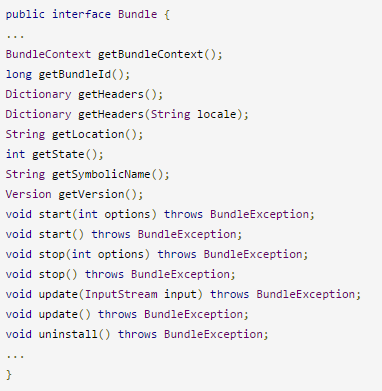 public interface Bundle {
...
BundleContext getBundleContext();
long getBundleId();
Dictionary getHeaders();
Dictionary getHeaders(String locale);
String getLocation();
int getState();
String getSymbolicName();
Version getVersion();
void start(int options) throws BundleException;
void start() throws BundleException;
void stop(int options) throws BundleException;
void stop() throws BundleException;
void update(InputStream input) throws BundleException;
void update() throws BundleException;
void uninstall() throws BundleException;
...
}